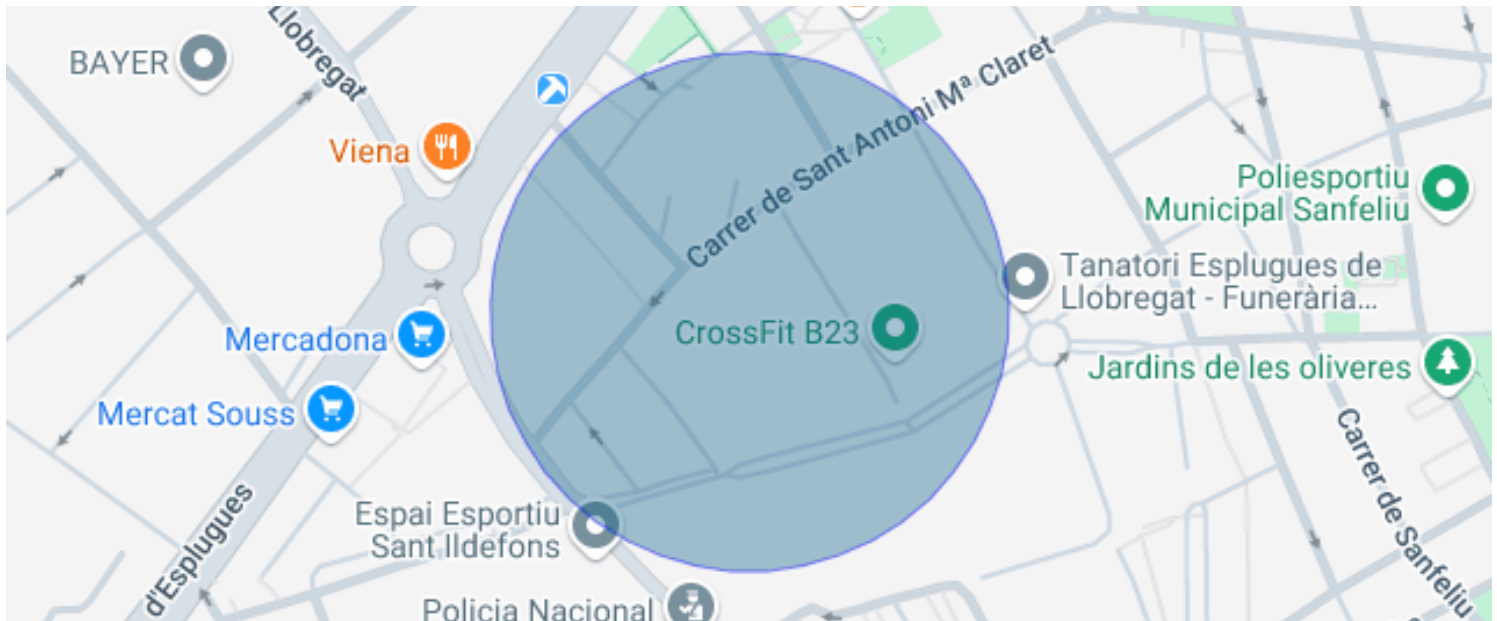 Llobregat
BAYER
Viena
Carrer de Sant Antoni Mª Claret
Poliesportiu
Municipal Sanfeliu
Tanatori Esplugues de
Llobregat - Funerària...
CrossFit B23
Mercadona
Jardins de les oliveres
Mercat Souss
Carrer de Sanfeliu
d'Esplugues
Espai Esportiu
Sant Ildefons
Policia Nacional